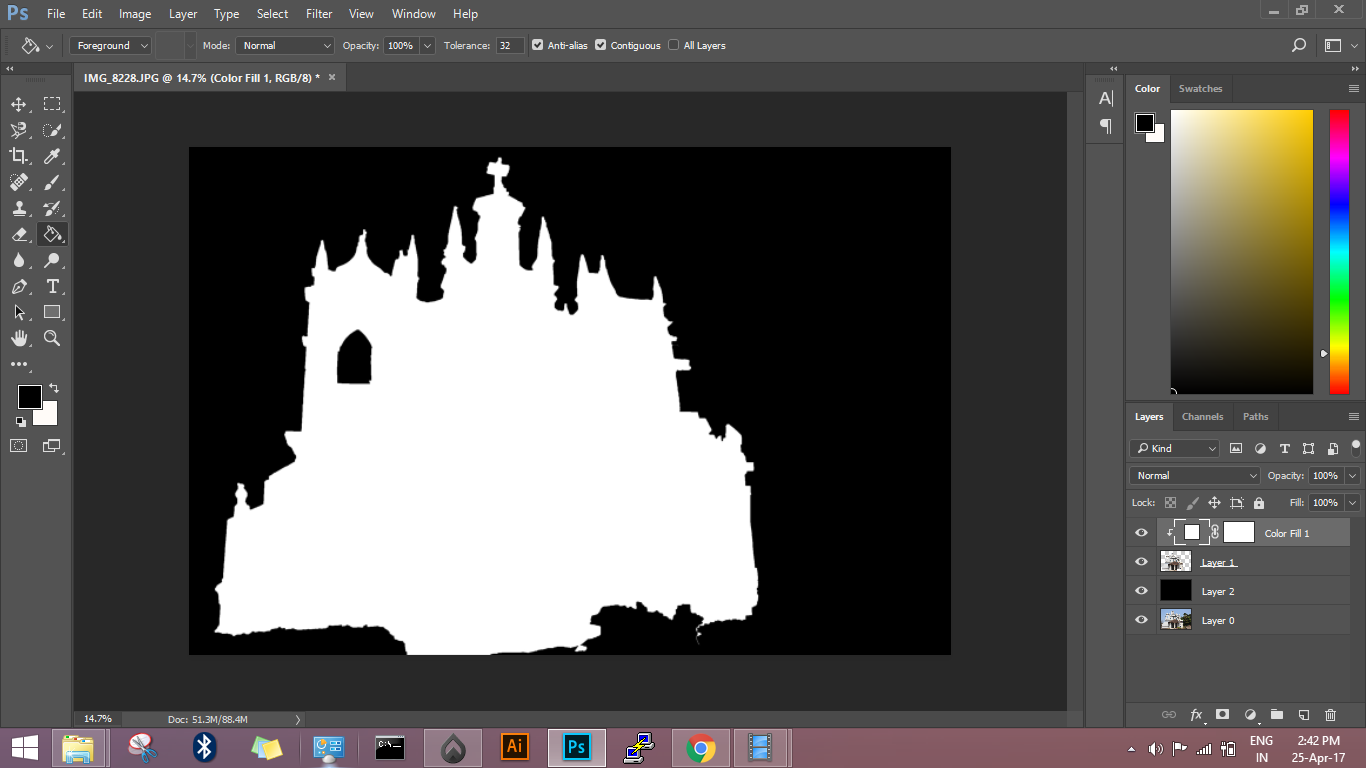 Ps File Edit Image Layer Type Select Filter View Window Help
Foreground Mode: Normal Opacity: 100% Tolerance: 32 Anti-alias Contiguous All Layers
IMG_8228.JPG @ 14.7% (Color Fill 1, RGB/8) * ×
Color Swatches
Layers Channels Paths
Kind
Normal Opacity: 100%
Lock: Fill: 100%
Color Fill 1
Layer 1
Layer 2
Layer 0
fx
14.7% Doc: 51.3M/88.4M
C:\_
Ai
Ps
ENG
IN
2:42 PM
25-Apr-17